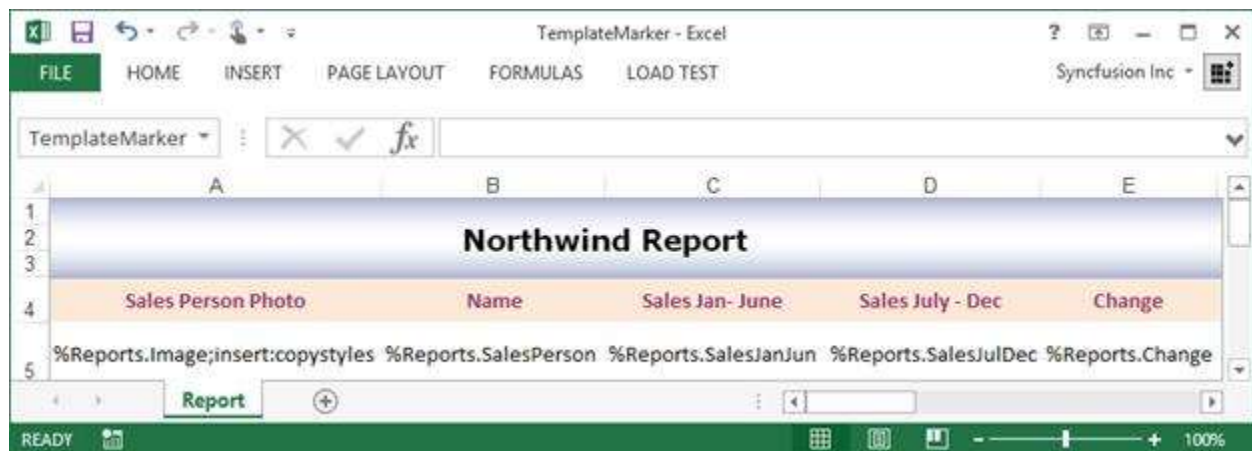 TemplateMarker - Excel ?
FILE HOME INSERT PAGE LAYOUT FORMULAS LOAD TEST Syncfusion Inc
TemplateMarker fx
A B C D E
1
2 Northwind Report
3
4 Sales Person Photo Name Sales Jan- June Sales July - Dec Change
5 %Reports.Image;insert:copystyles %Reports.SalesPerson %Reports.SalesJanJun %Reports.SalesJulDec %Reports.Change
Report
READY 100%